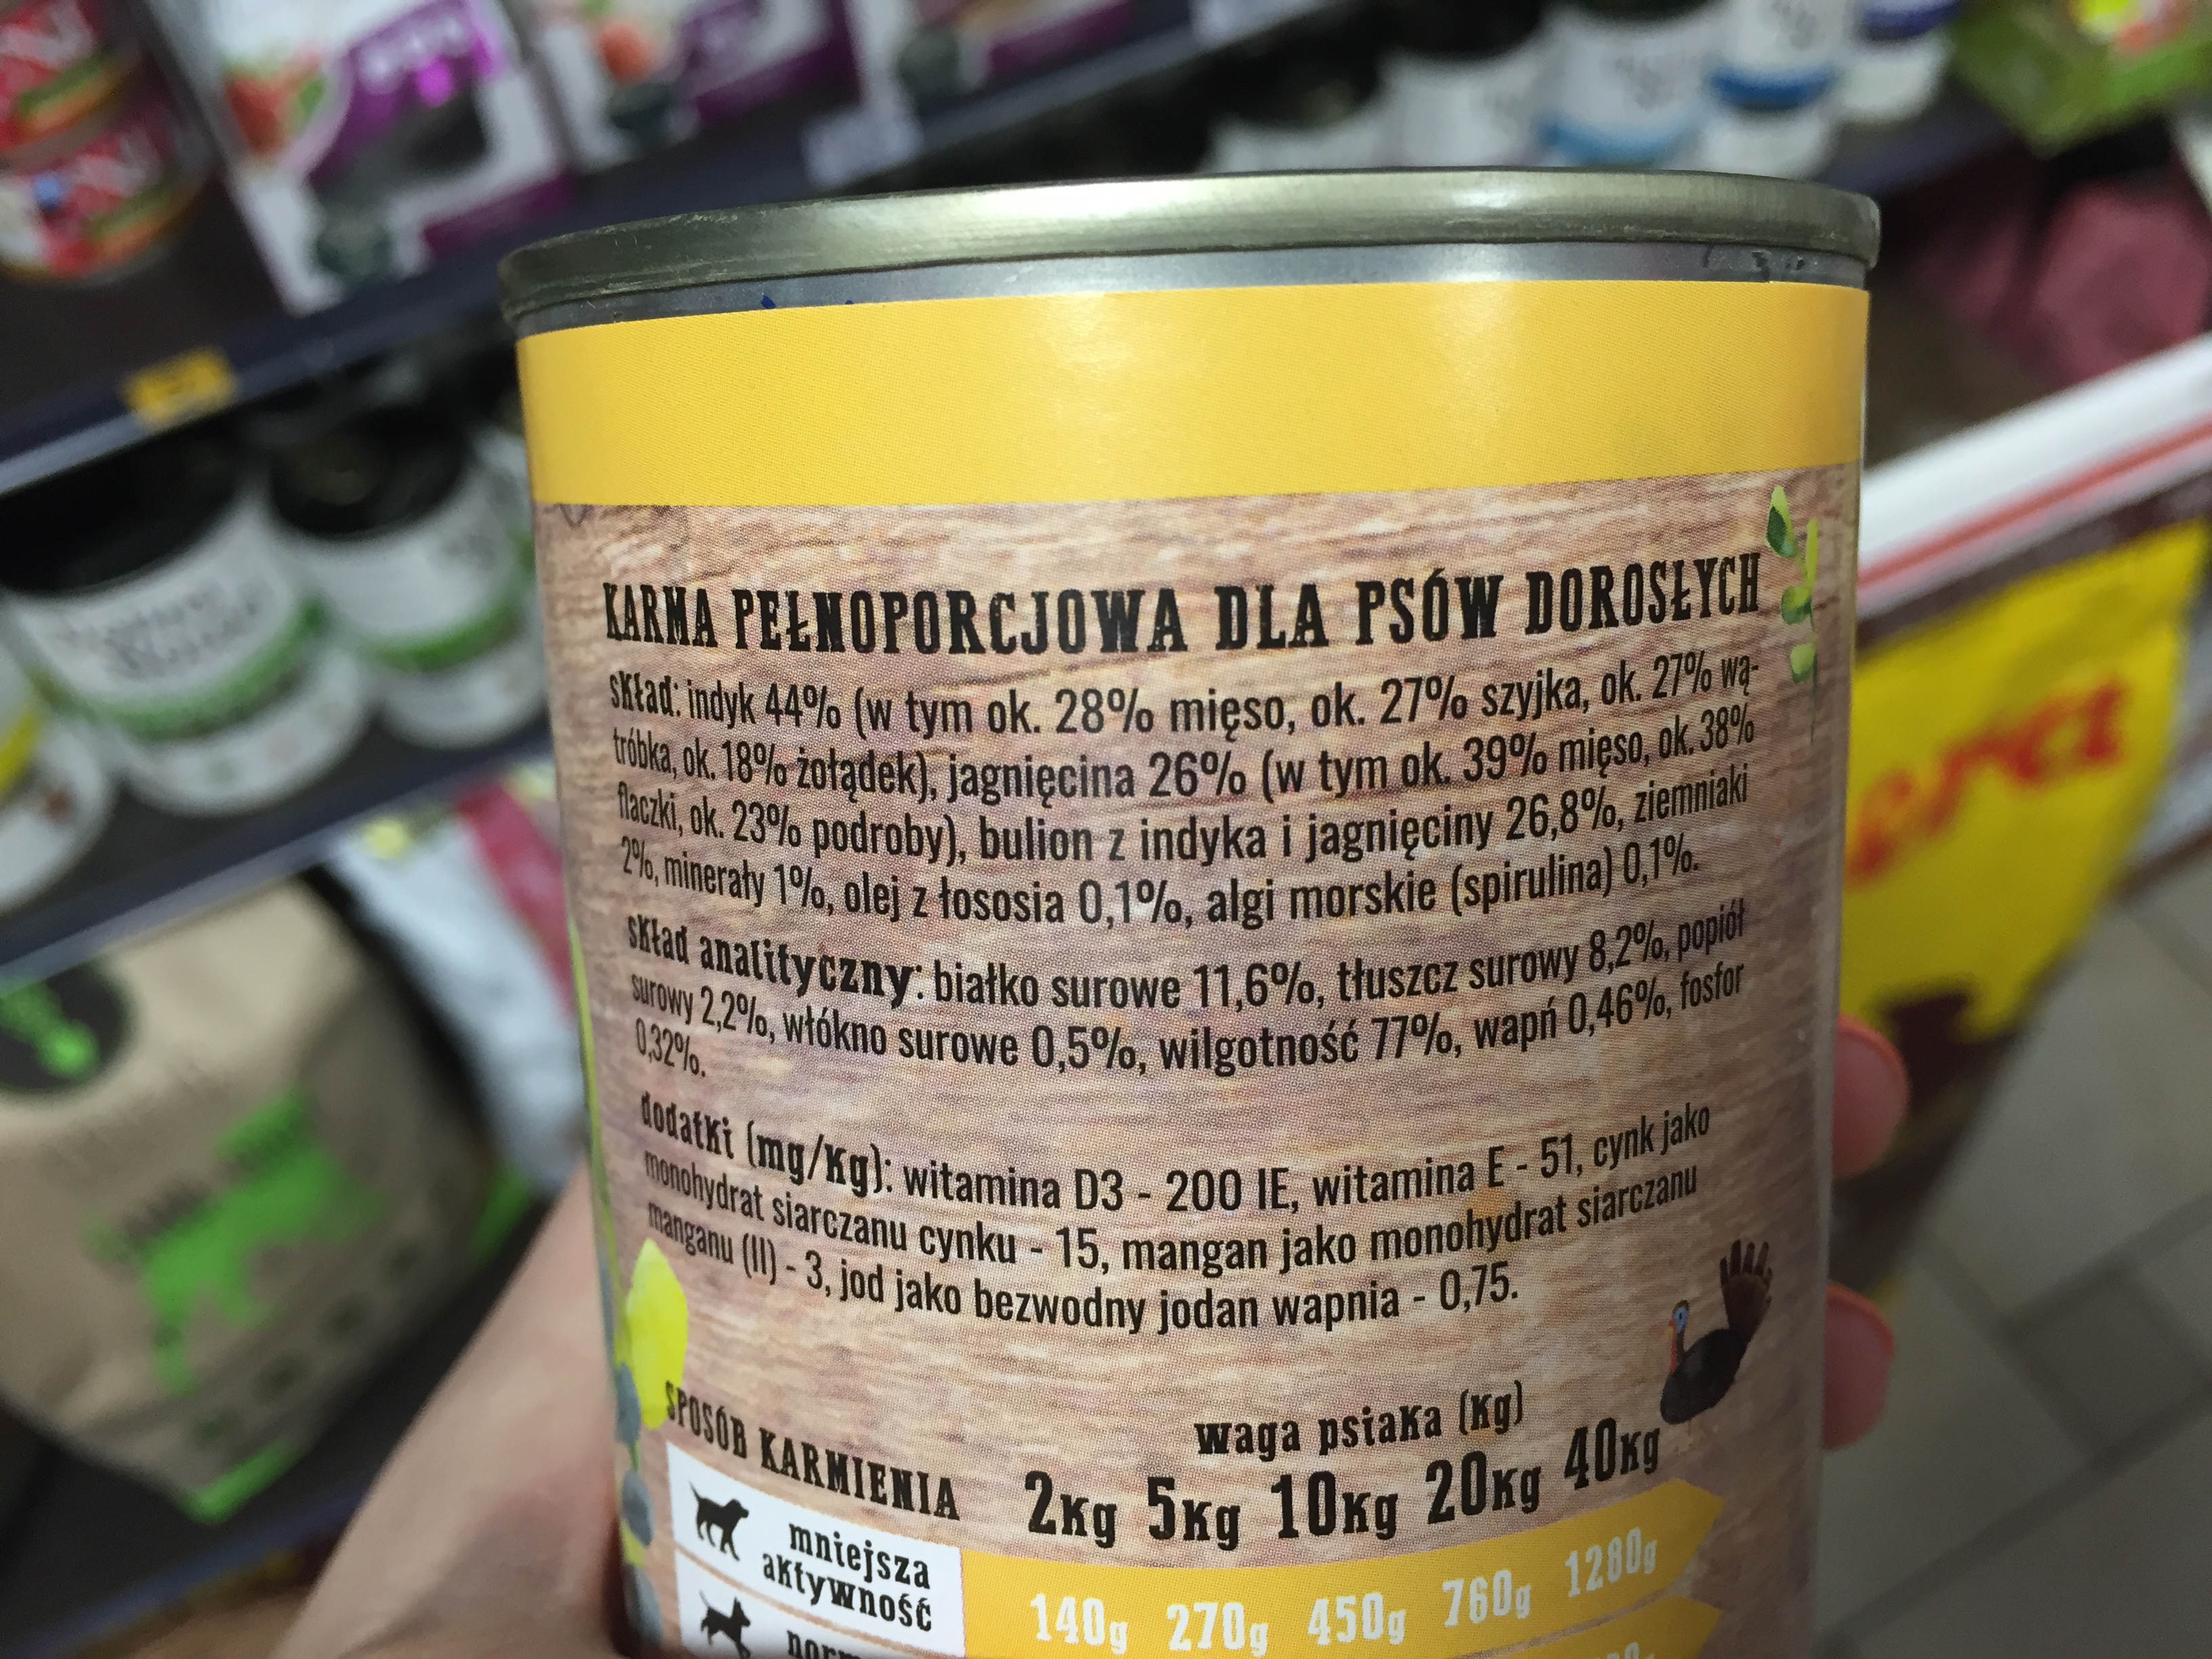 KARMA PEŁNOPORCJOWA DLA PSÓW DOROSŁYCH
skład: indyk 44% (w tym ok. 28% mięso, ok. 27% szyjka, ok. 27% wą-
tróbka, ok. 18% żołądek), jagnięcina 26% (w tym ok. 39% mięso, ok. 38%
flaczki, ok. 23% podroby), bulion z indyka i jagnięciny 26,8%, ziemniaki
2%, minerały 1%, olej z łososia 0,1%, algi morskie (spirulina) 0,1%.
skład analityczny: białko surowe 11,6%, tłuszcz surowy 8,2%, popiół
surowy 2,2%, włókno surowe 0,5%, wilgotność 77%, wapń 0,46%, fosfor
0,32%.
dodatki (mg/kg): witamina D3 - 200 IE, witamina E - 51, cynk jako
monohydrat siarczanu cynku - 15, mangan jako monohydrat siarczanu
manganu (II) - 3, jod jako bezwodny jodan wapnia - 0,75.
SPOSÓB KARMIENIA
waga psiaka (kg)
2kg 5kg 10kg 20kg 40kg
mniejsza
aktywność
140g 270g 450g 760g 1280g